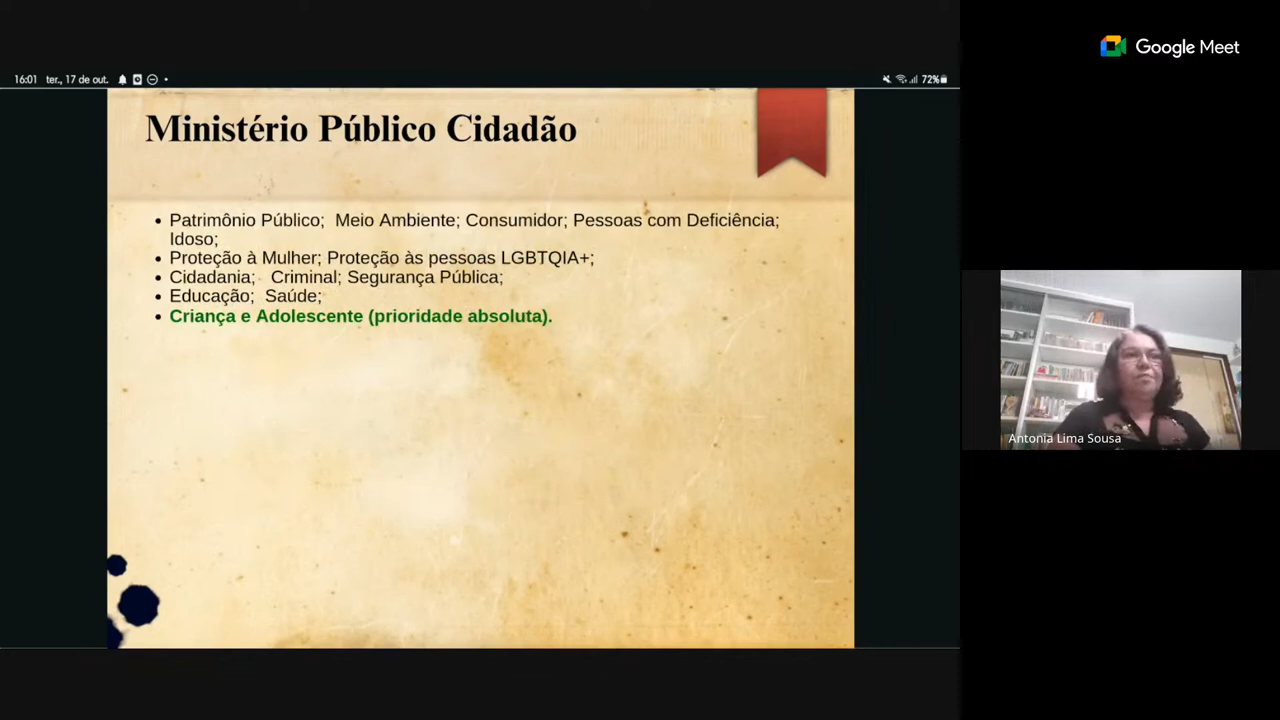 Google Meet
16:01 ter., 17 de out.
72%
Ministério Público Cidadão
• Patrimônio Público; Meio Ambiente; Consumidor; Pessoas com Deficiência;
Idoso;
• Proteção à Mulher; Proteção às pessoas LGBTQIA+;
• Cidadania; Criminal; Segurança Pública;
• Educação; Saúde;
• Criança e Adolescente (prioridade absoluta).
Antonia Lima Sousa